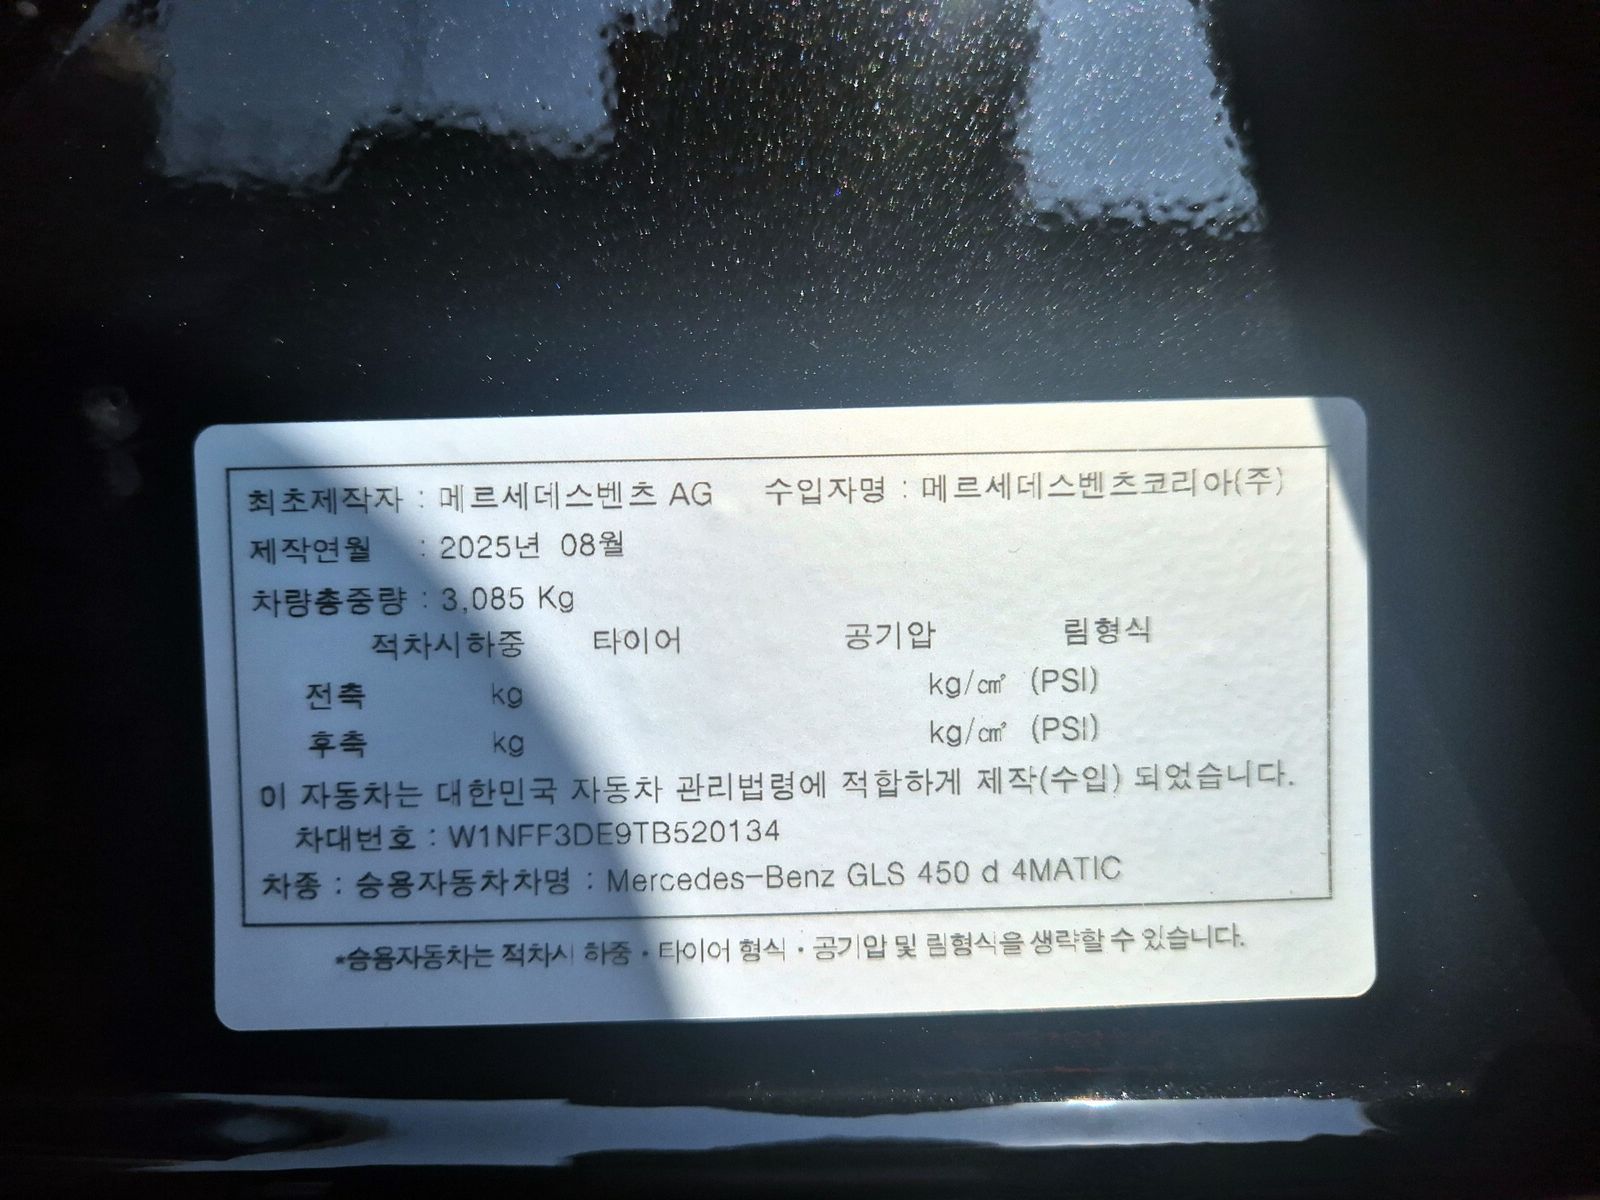 최초제작자 : 메르세데스벤츠 AG 수입자명 : 메르세데스벤츠코리아(주)
제작연월 : 2025년 08월
차량총중량 : 3,085 Kg
적차시하중 타이어 공기압 림형식
전축 kg kg/㎠ (PSI)
후축 kg kg/㎠ (PSI)
이 자동차는 대한민국 자동차 관리법령에 적합하게 제작(수입) 되었습니다.
차대번호 : W1NFF3DE9TB520134
차종 : 승용자동차차명 : Mercedes-Benz GLS 450 d 4MATIC
*승용자동차는 적차시 하중・타이어 형식・공기압 및 림형식을 생략할 수 있습니다.